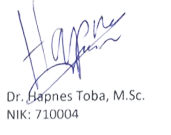 Dr. Hapnes Toba, M.Sc.
NIK: 710004